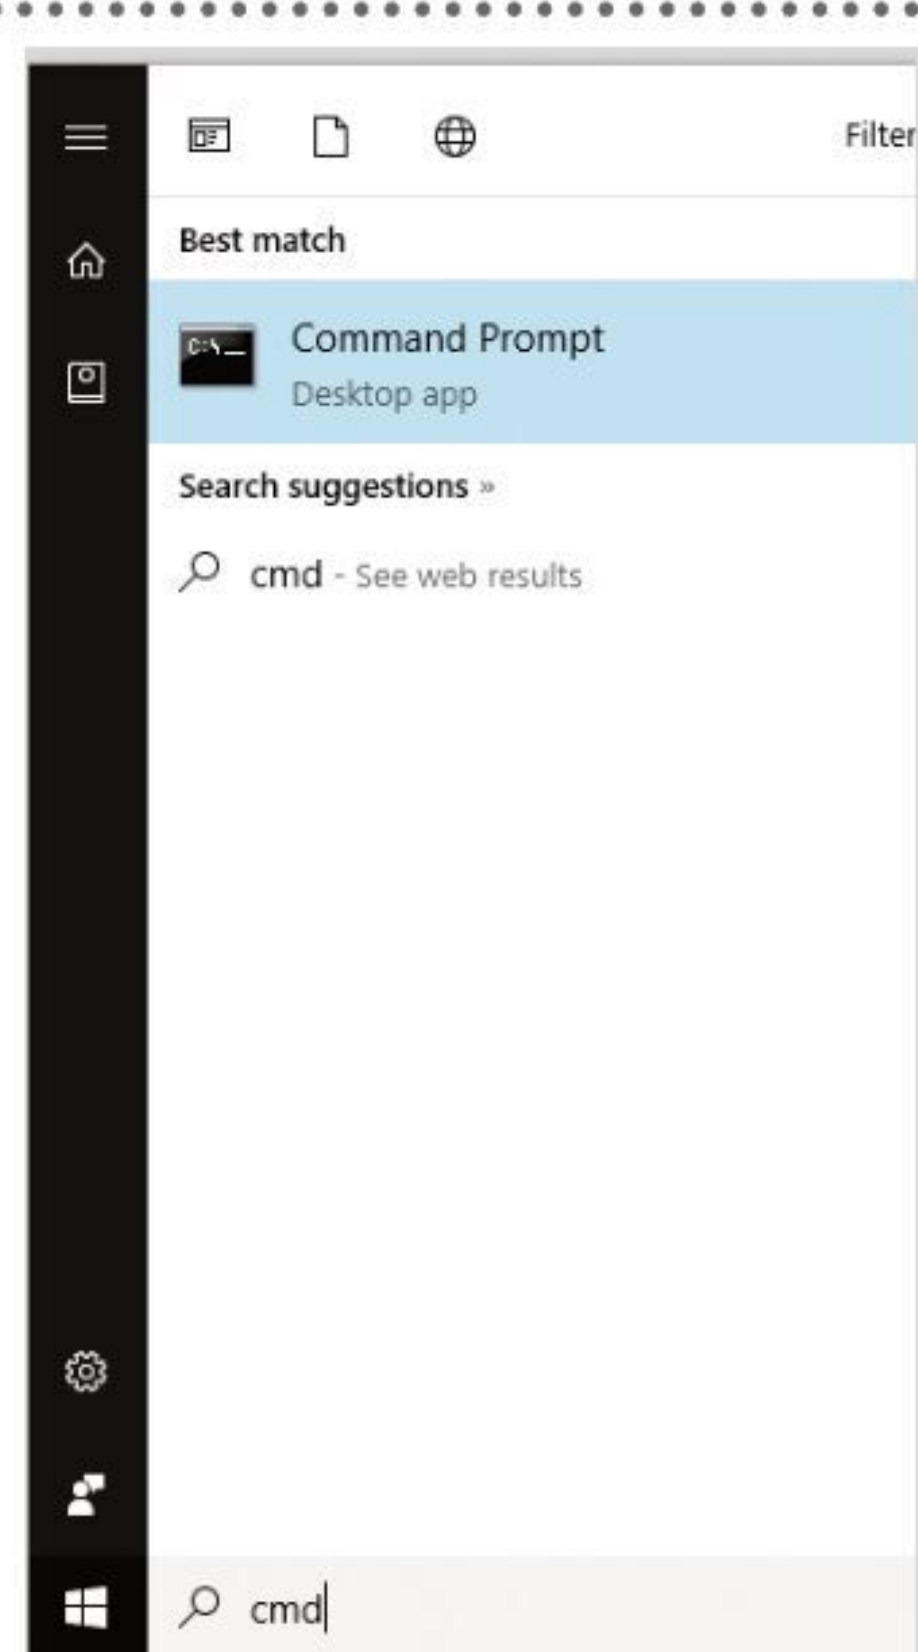 Filter
Best match
C:\
Command Prompt
Desktop app
Search suggestions »
cmd - See web results
cmd